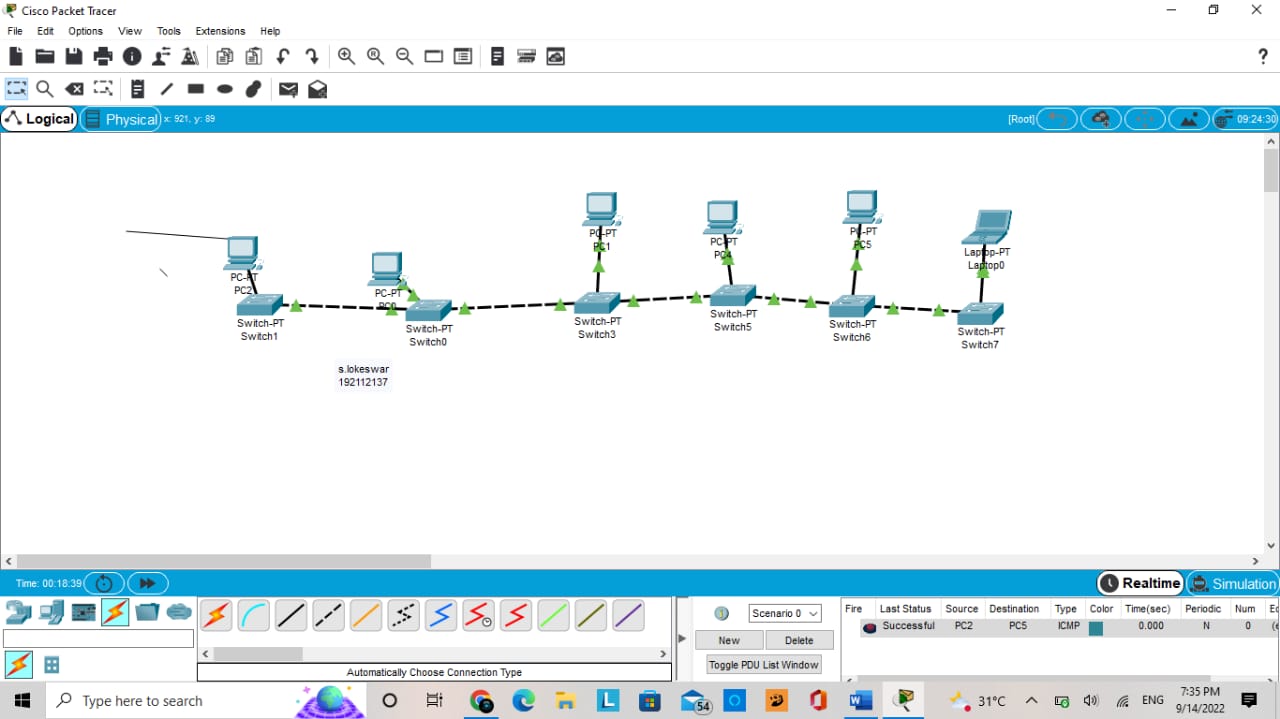 Cisco Packet Tracer
File Edit Options View Tools Extensions Help
Logical
Physical
x: 921, y: 89
[Root]
09:24:30
PC-PT
PC2
PC-PT
PC0
PC-PT
PC1
PC-PT
PC4
PC-PT
PC5
Laptop-PT
Laptop0
Switch-PT
Switch1
Switch-PT
Switch0
Switch-PT
Switch3
Switch-PT
Switch5
Switch-PT
Switch6
Switch-PT
Switch7
s.lokeswar
192112137
Time: 00:18:39
Realtime
Simulation
Scenario 0
New
Delete
Toggle PDU List Window
Automatically Choose Connection Type
Fire Last Status Source Destination Type Color Time(sec) Periodic Num
Successful PC2 PC5 ICMP 0.000 N 0
Type here to search
54
31°C
ENG
7:35 PM
9/14/2022